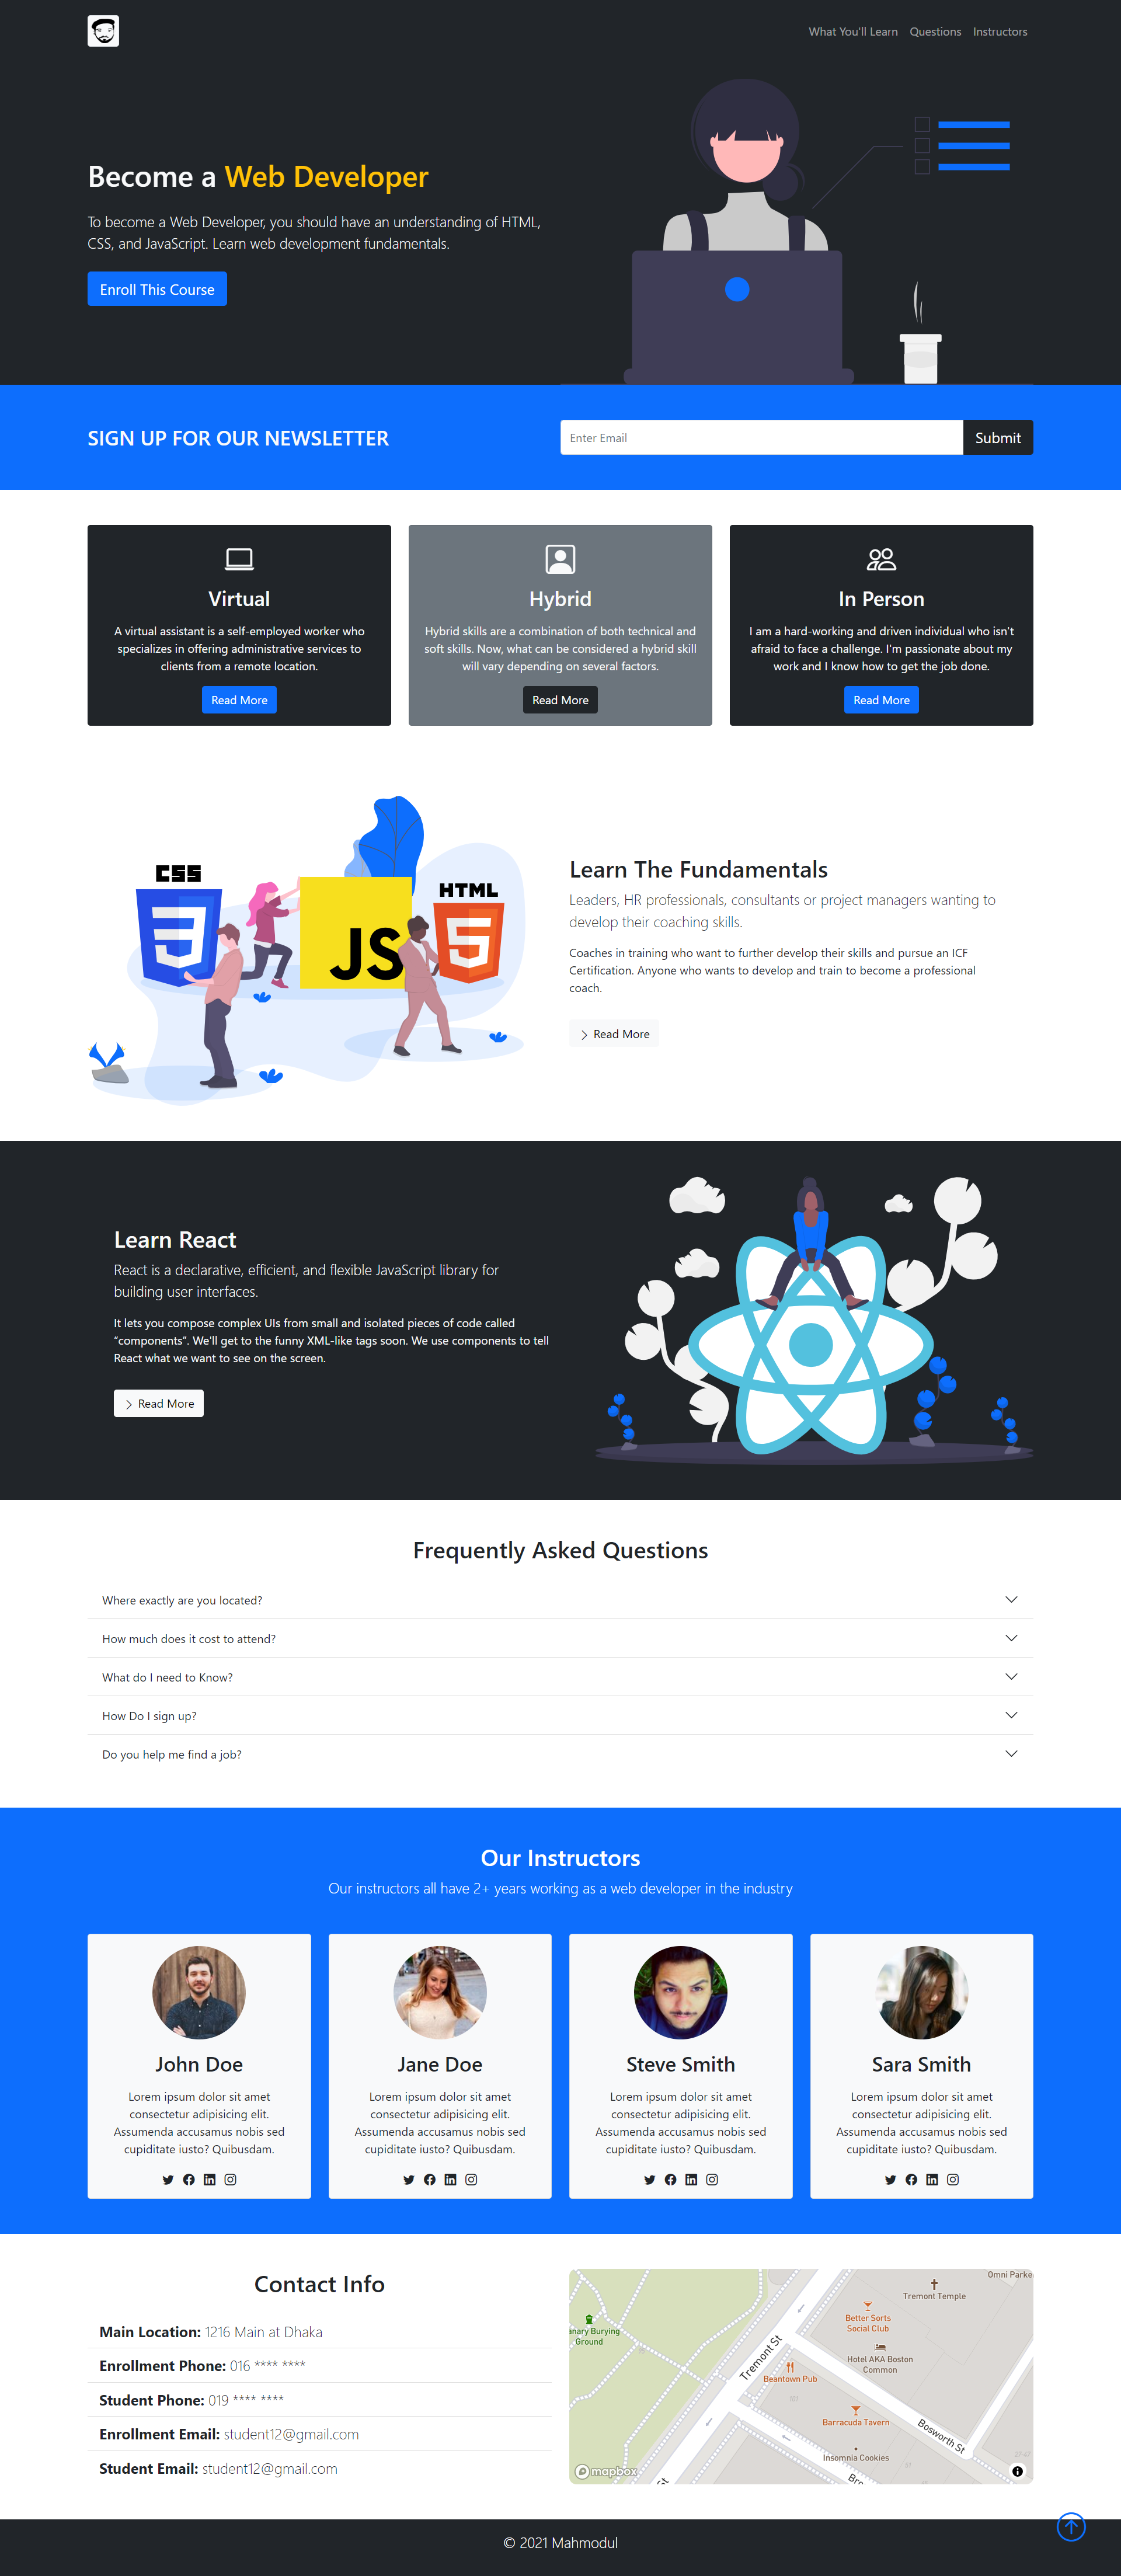 What You'll Learn
Questions
Instructors
Become a Web Developer
To become a Web Developer, you should have an understanding of HTML,
CSS, and JavaScript. Learn web development fundamentals.
Enroll This Course
SIGN UP FOR OUR NEWSLETTER
Enter Email
Submit
Virtual
A virtual assistant is a self-employed worker who
specializes in offering administrative services to
clients from a remote location.
Read More
Hybrid
Hybrid skills are a combination of both technical and
soft skills. Now, what can be considered a hybrid skill
will vary depending on several factors.
Read More
In Person
I am a hard-working and driven individual who isn't
afraid to face a challenge. I'm passionate about my
work and I know how to get the job done.
Read More
CSS
3
JS
HTML
5
Learn The Fundamentals
Leaders, HR professionals, consultants or project managers wanting to
develop their coaching skills.
Coaches in training who want to further develop their skills and pursue an ICF
Certification. Anyone who wants to develop and train to become a professional
coach.
Read More
Learn React
React is a declarative, efficient, and flexible JavaScript library for
building user interfaces.
It lets you compose complex UIs from small and isolated pieces of code called
“components”. We'll get to the funny XML-like tags soon. We use components to tell
React what we want to see on the screen.
Read More
Frequently Asked Questions
Where exactly are you located?
How much does it cost to attend?
What do I need to Know?
How Do I sign up?
Do you help me find a job?
Our Instructors
Our instructors all have 2+ years working as a web developer in the industry
John Doe
Lorem ipsum dolor sit amet
consectetur adipisicing elit.
Assumenda accusamus nobis sed
cupiditate iusto? Quibusdam.
Jane Doe
Lorem ipsum dolor sit amet
consectetur adipisicing elit.
Assumenda accusamus nobis sed
cupiditate iusto? Quibusdam.
Steve Smith
Lorem ipsum dolor sit amet
consectetur adipisicing elit.
Assumenda accusamus nobis sed
cupiditate iusto? Quibusdam.
Sara Smith
Lorem ipsum dolor sit amet
consectetur adipisicing elit.
Assumenda accusamus nobis sed
cupiditate iusto? Quibusdam.
Contact Info
Main Location: 1216 Main at Dhaka
Enrollment Phone: 016 **** ****
Student Phone: 019 **** ****
Enrollment Email: student12@gmail.com
Student Email: student12@gmail.com
Omni Parke
Tremont Temple
Better Sorts
Social Club
anary Burying
Ground
Hotel AKA Boston
Common
Tremont St
Beantown Pub
Barracuda Tavern
Bosworth St
Insomnia Cookies
mapbox
St
Bro
© 2021 Mahmodul